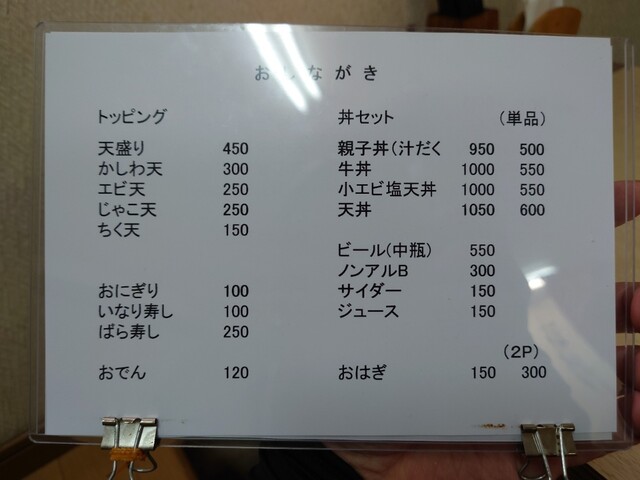 おしながき
トッピング
天盛り 450
かしわ天 300
エビ天 250
じゃこ天 250
ちく天 150
おにぎり 100
いなり寿し 100
ばら寿し 250
おでん 120
丼セット (単品)
親子丼(汁だく 950 500
牛丼 1000 550
小エビ塩天丼 1000 550
天丼 1050 600
ビール(中瓶) 550
ノンアルB 300
サイダー 150
ジュース 150
(2P)
おはぎ 150 300